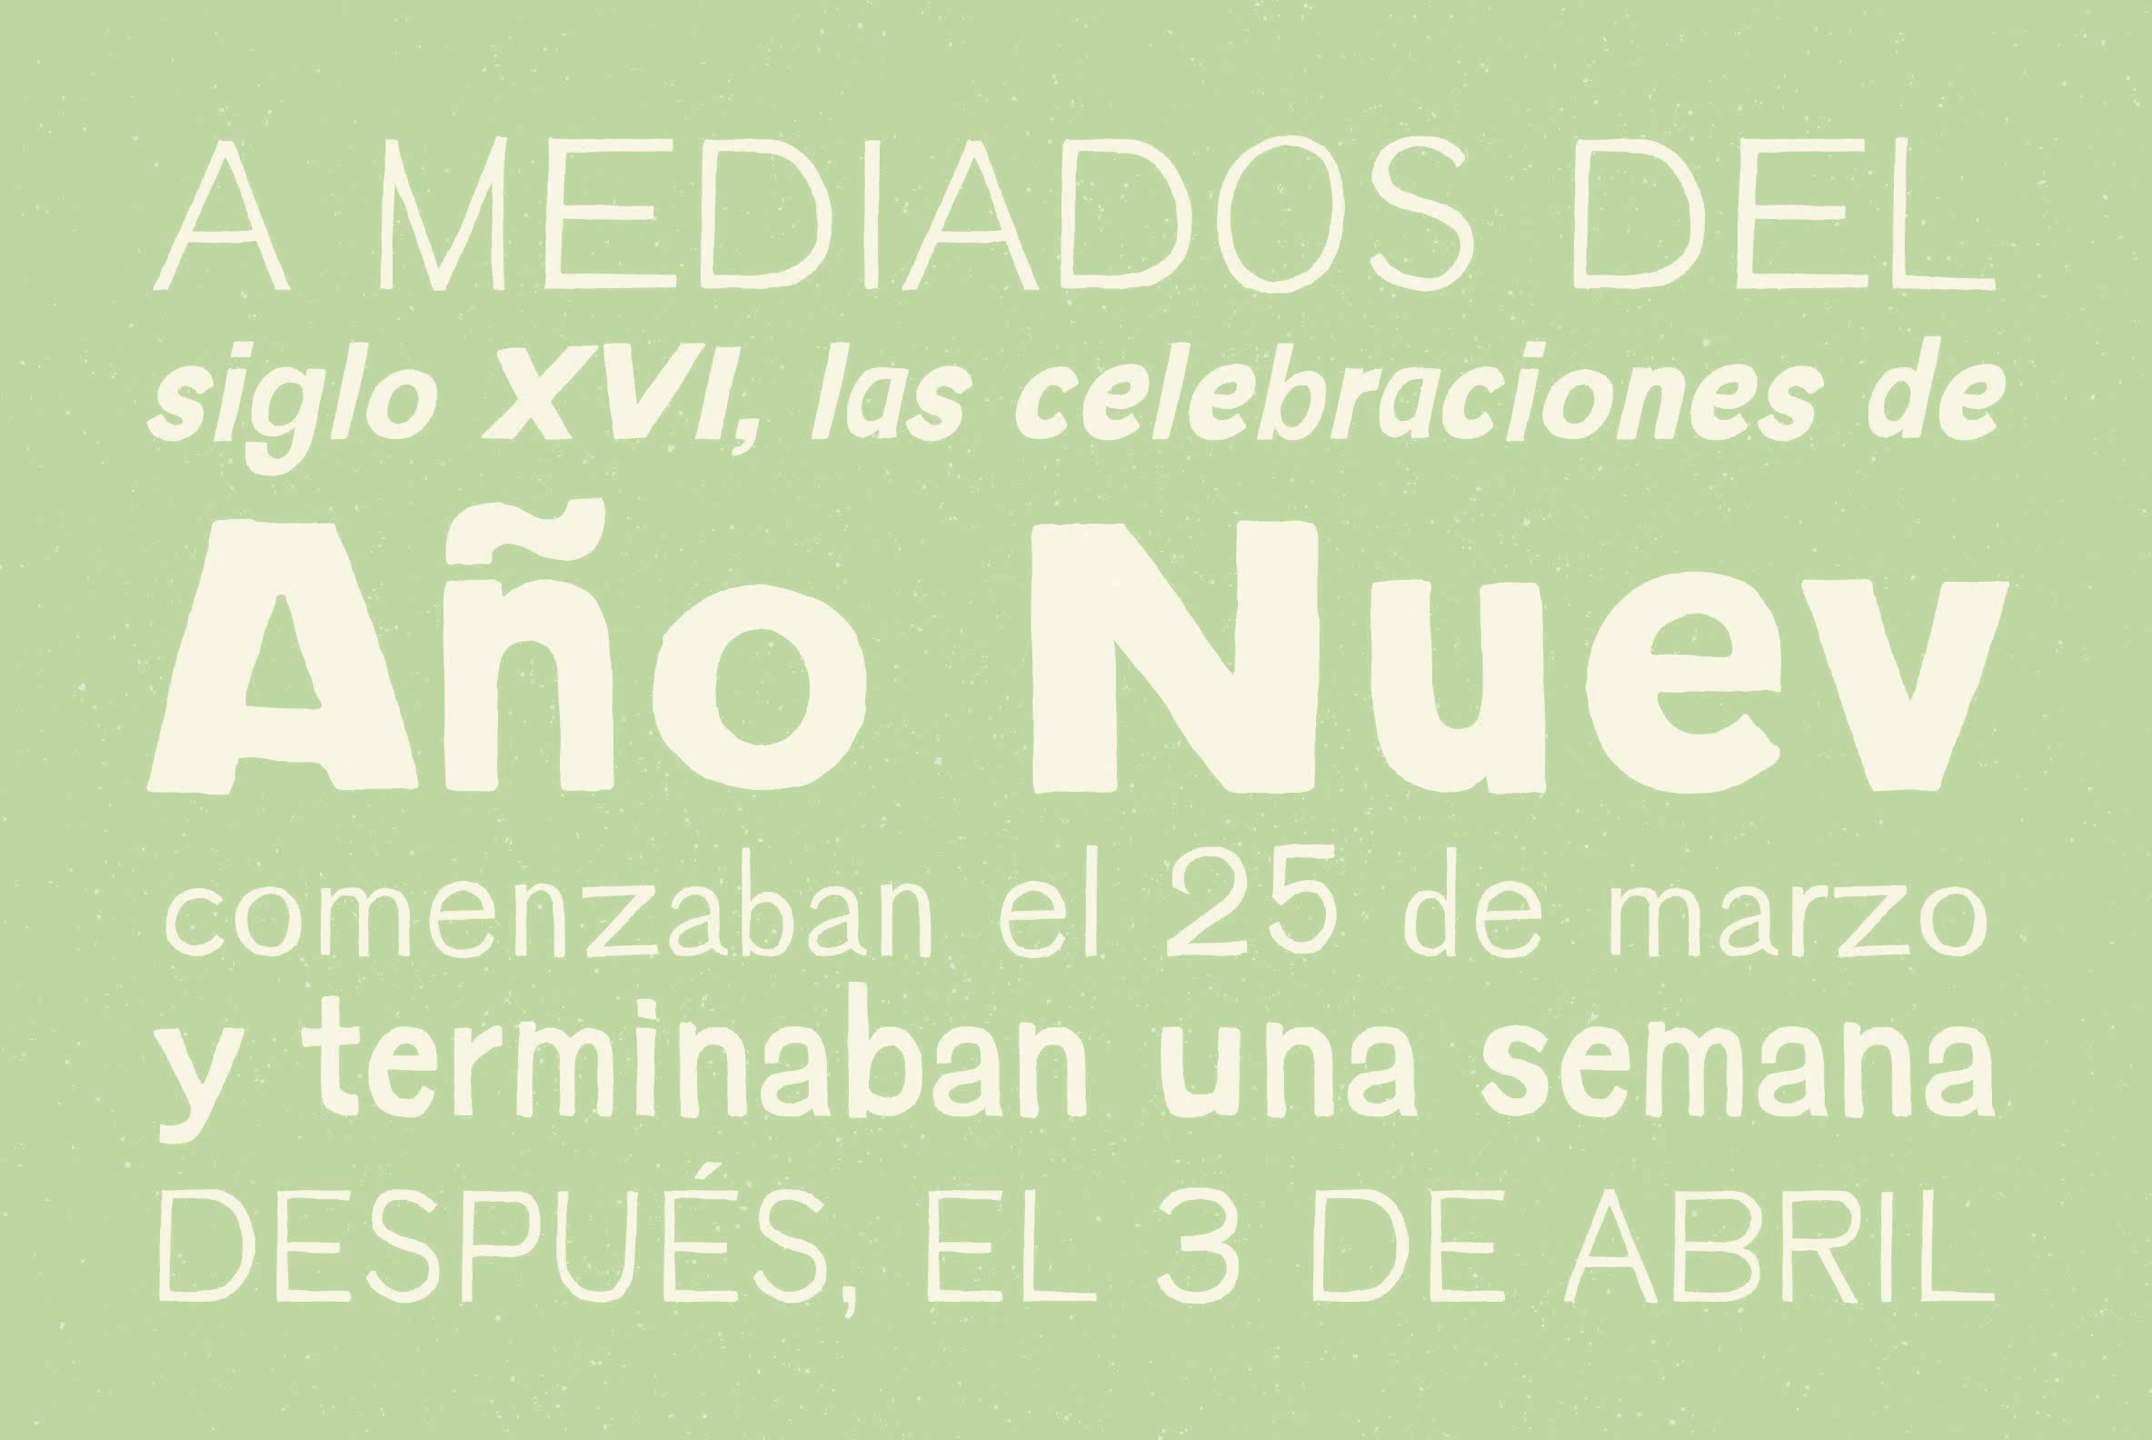 A MEDIADOS DEL
siglo XVI, las celebraciones de
Año Nuev
comenzaban el 25 de marzo
y terminaban una semana
DESPUÉS, EL 3 DE ABRIL